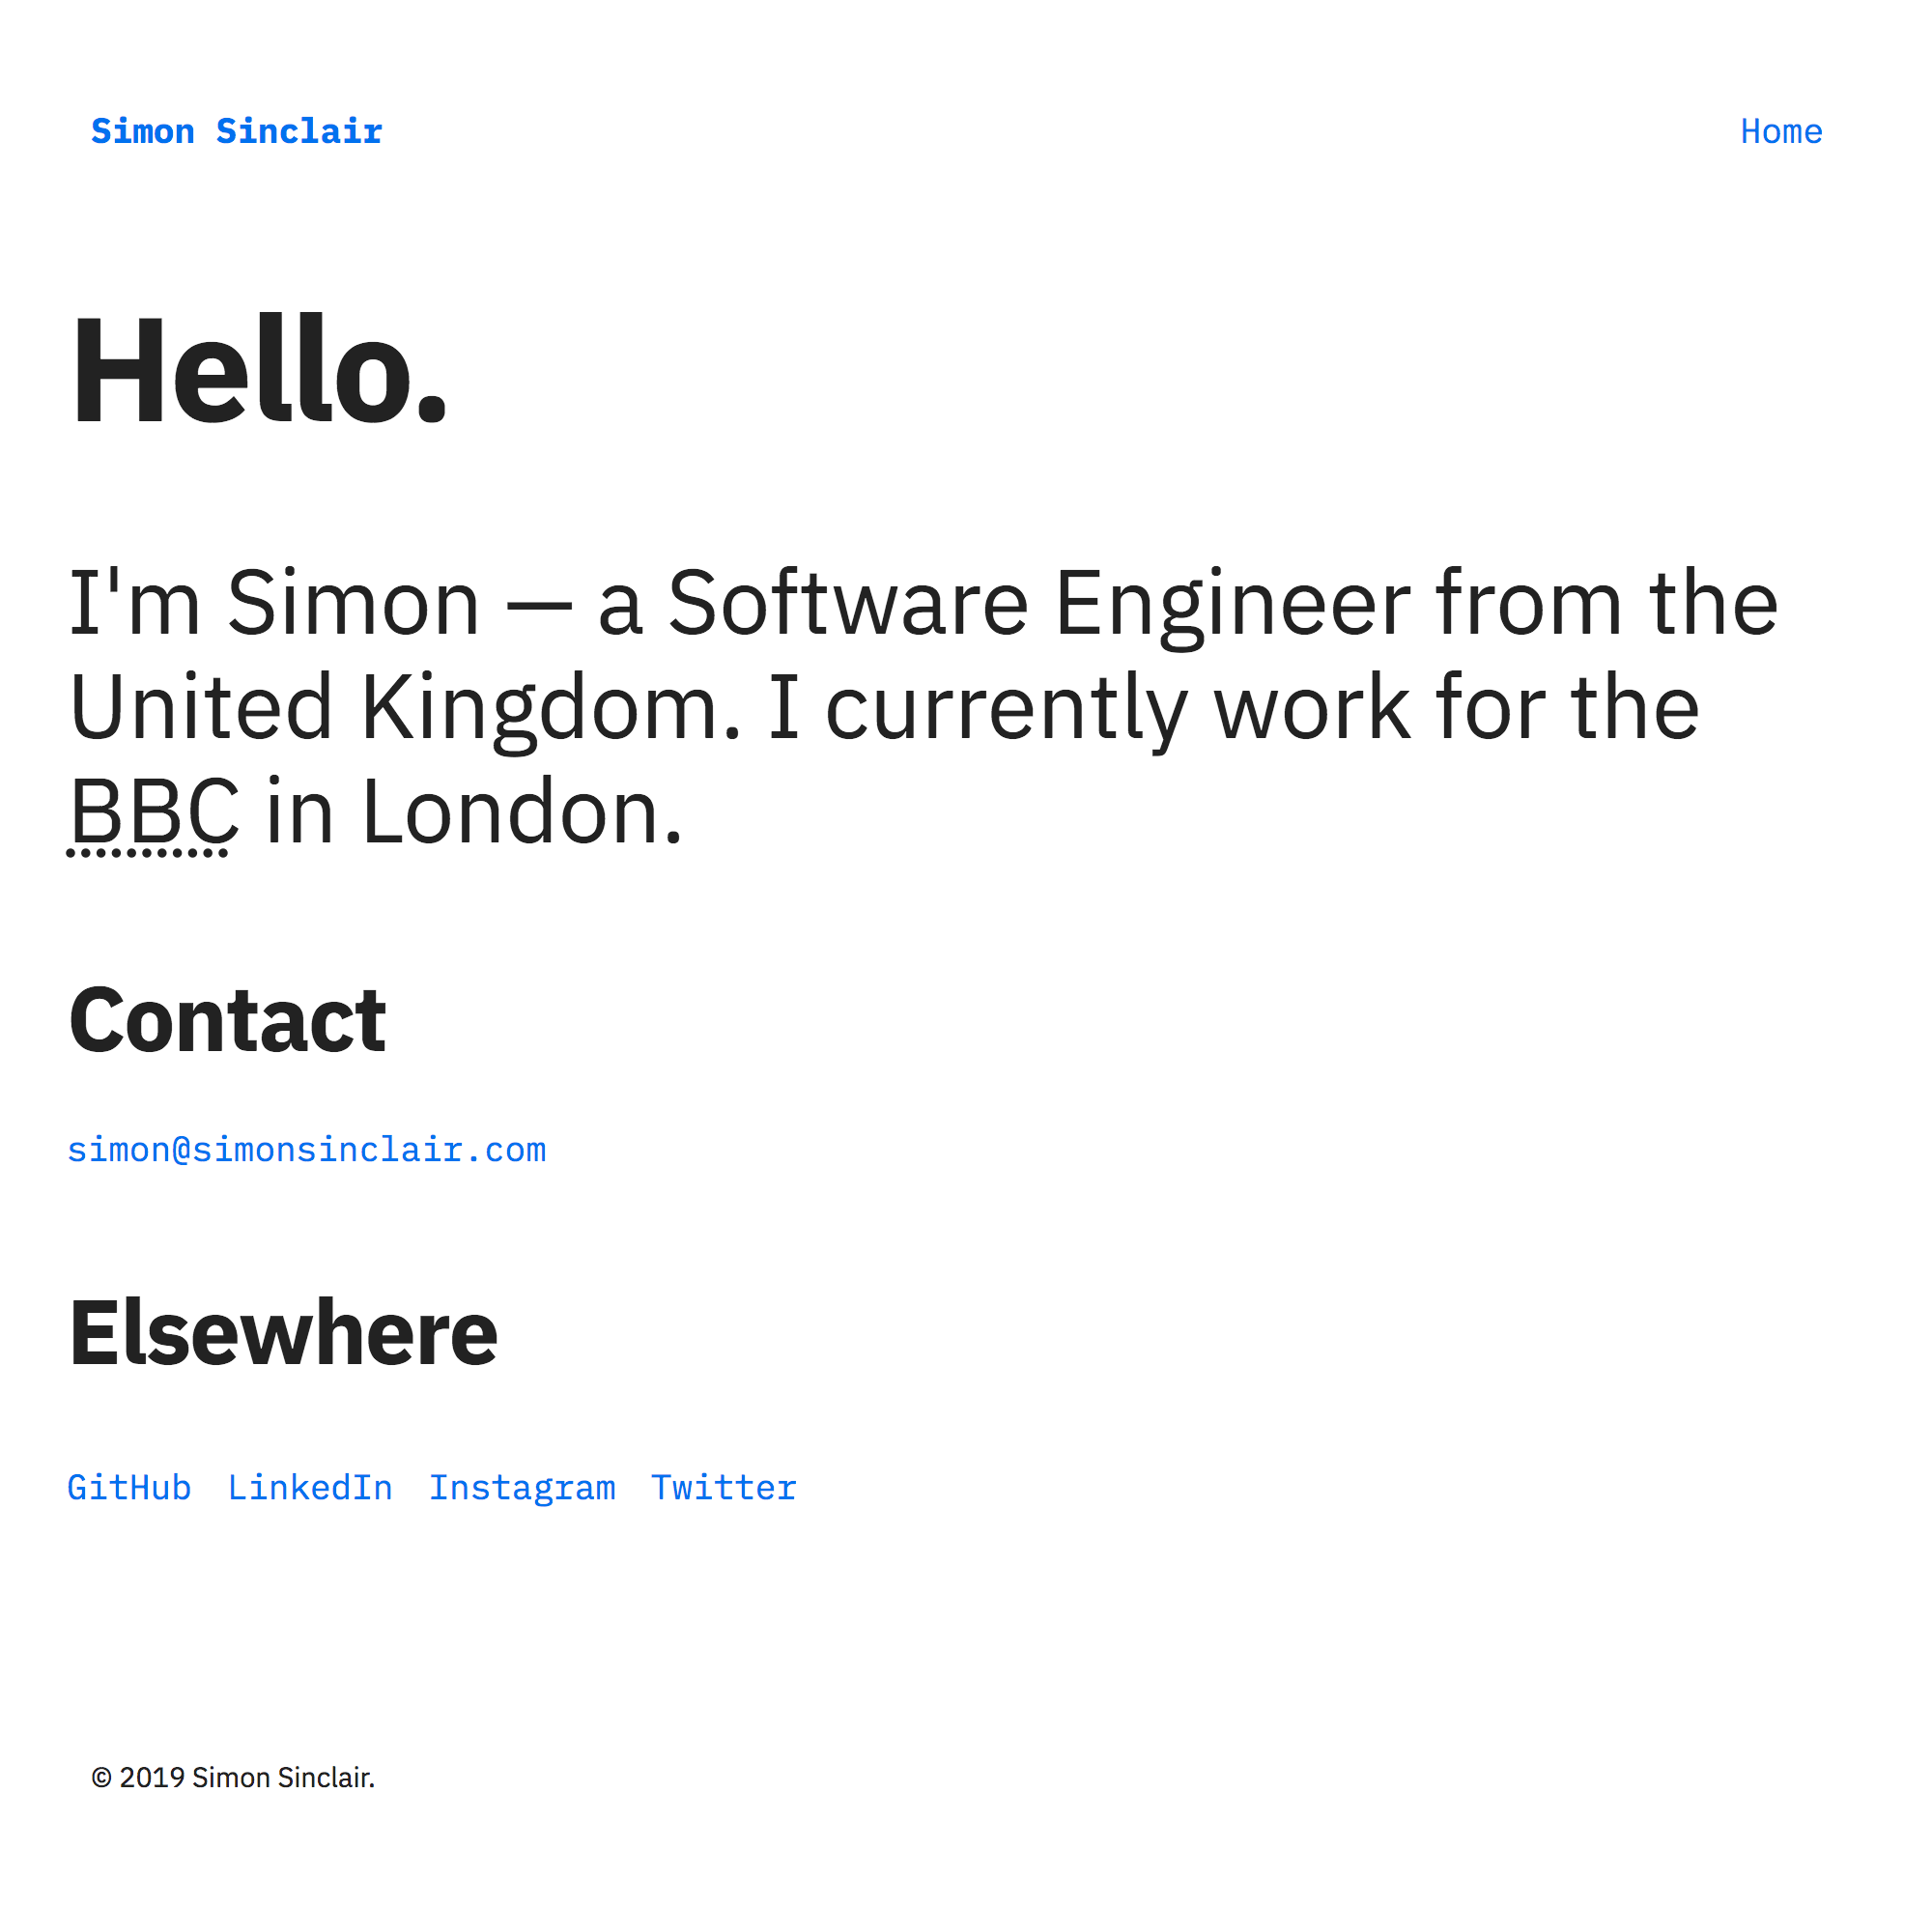 Simon Sinclair
Home
Hello.
I'm Simon — a Software Engineer from the
United Kingdom. I currently work for the
BBC in London.
Contact
simon@simonsinclair.com
Elsewhere
GitHub LinkedIn Instagram Twitter
© 2019 Simon Sinclair.